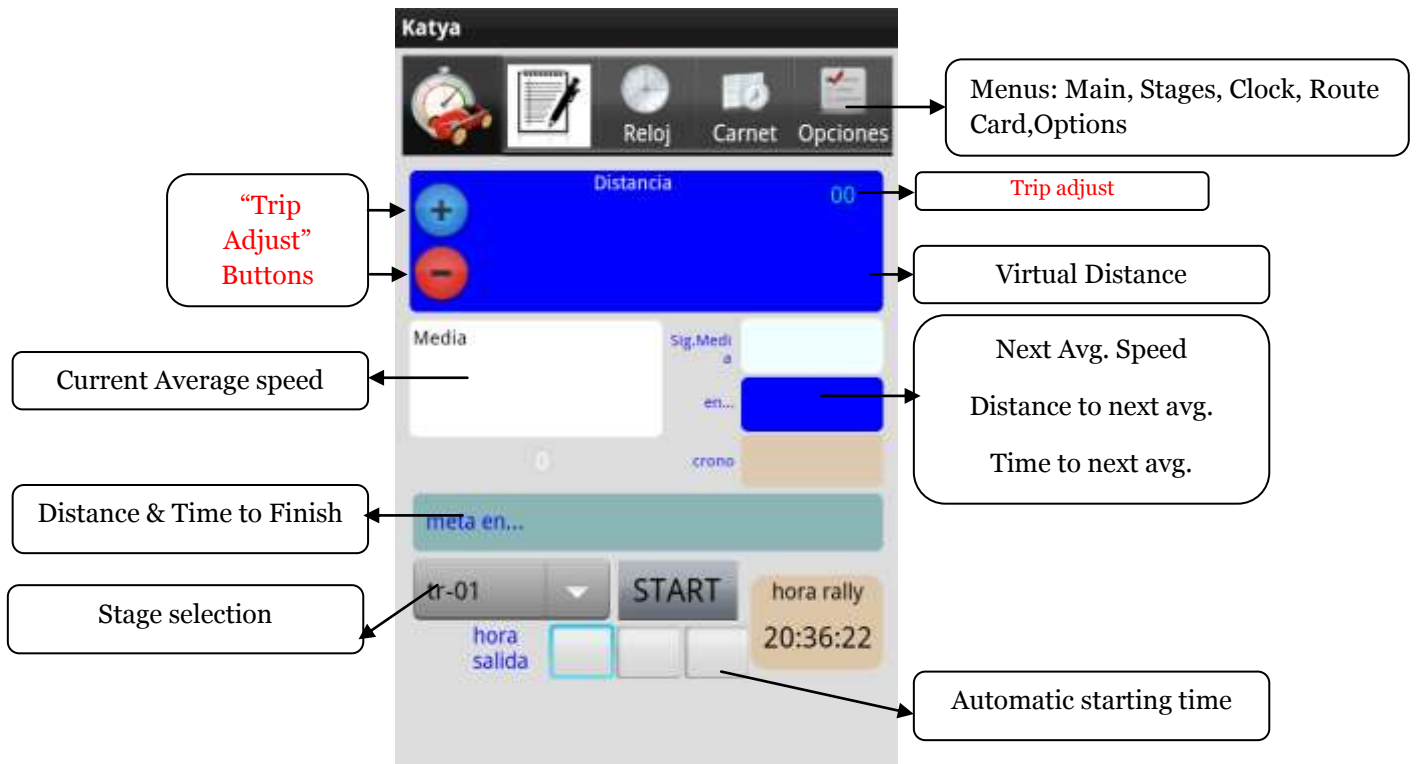 Katya
Reloj
Carnet
Opciones
Menus: Main, Stages, Clock, Route
Card,Options
“Trip
Adjust”
Buttons
Distancia
00
Trip adjust
Virtual Distance
Media
Sig.Medi
a
en...
crono
0
Current Average speed
Next Avg. Speed
Distance to next avg.
Time to next avg.
Distance & Time to Finish
meta en...
tr-01
START
hora rally
20:36:22
Stage selection
hora
salida
Automatic starting time